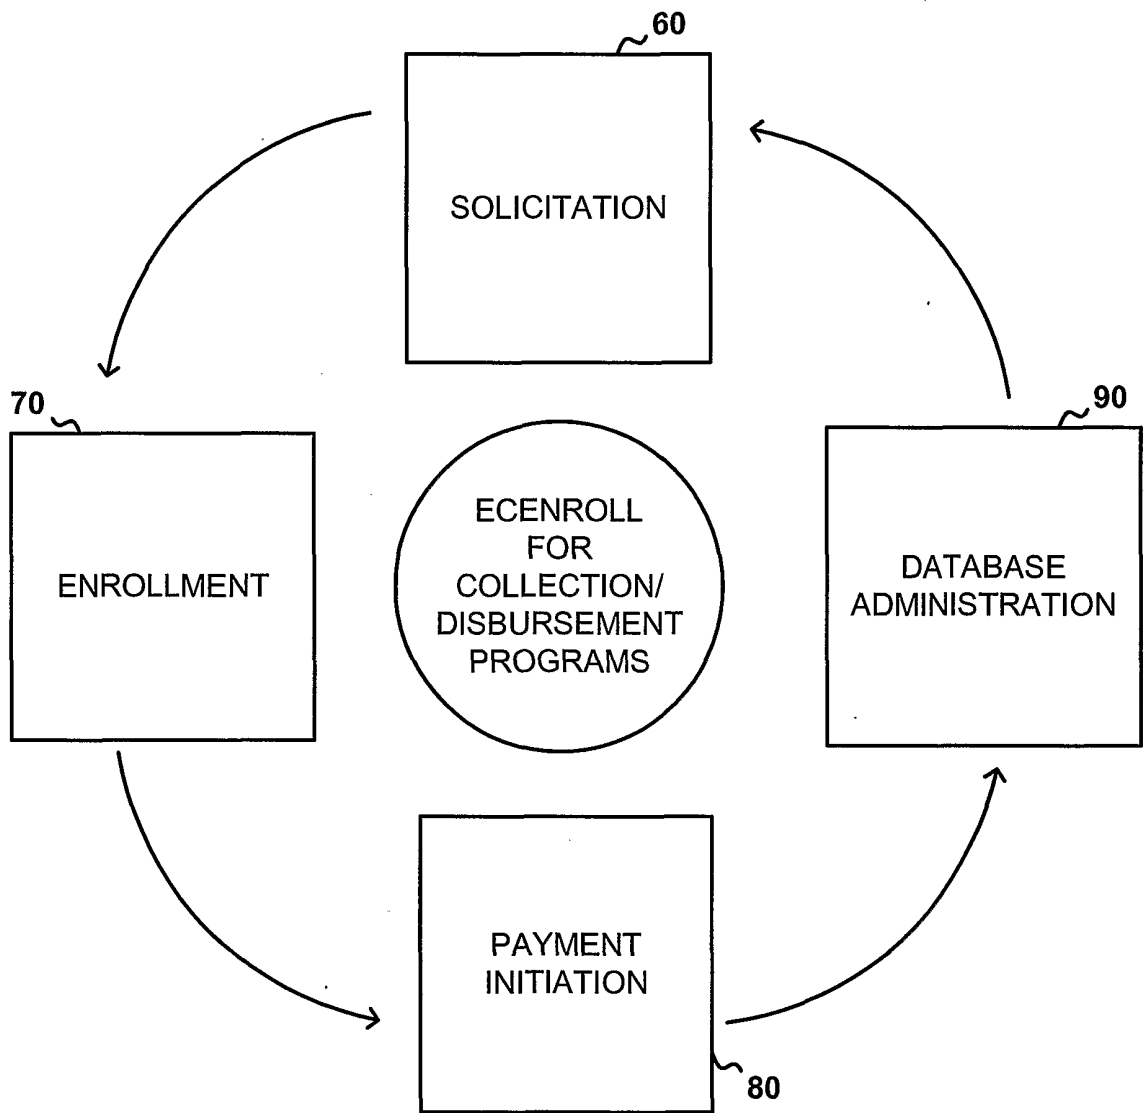 60
SOLICITATION
70
90
ENROLLMENT
ECENROLL
FOR
COLLECTION/
DISBURSEMENT
PROGRAMS
DATABASE
ADMINISTRATION
PAYMENT
INITIATION
80